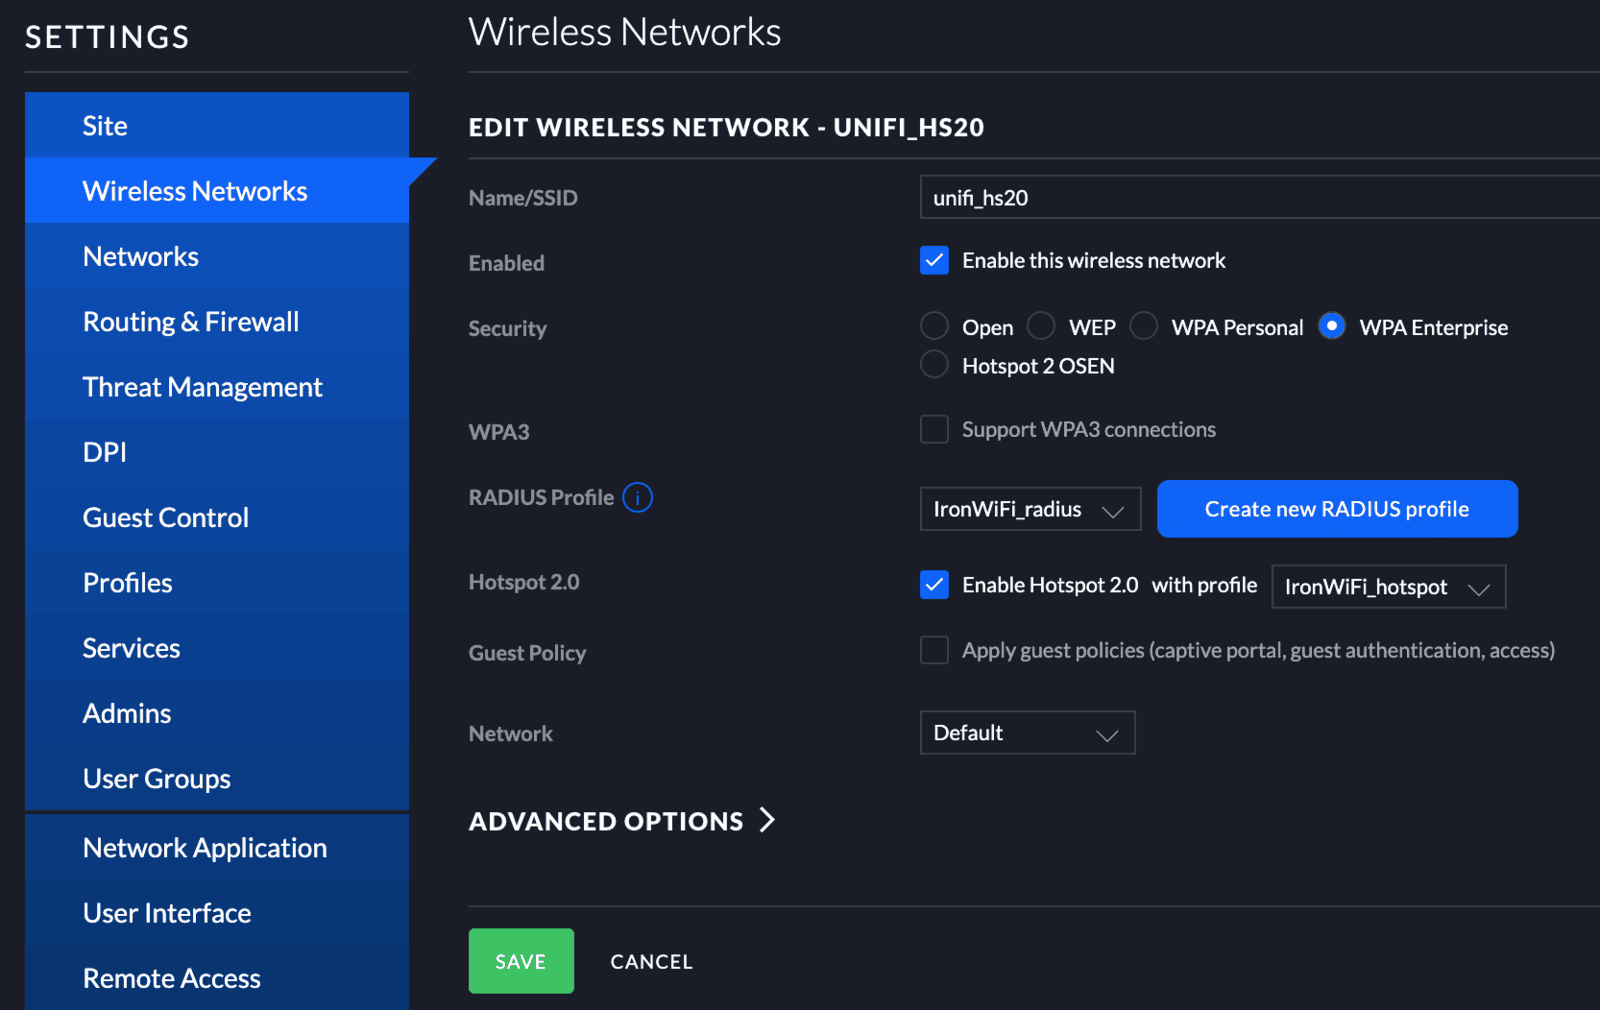 SETTINGS
Site
Wireless Networks
Networks
Routing & Firewall
Threat Management
DPI
Guest Control
Profiles
Services
Admins
User Groups
Network Application
User Interface
Remote Access
Wireless Networks
EDIT WIRELESS NETWORK - UNIFI_HS20
Name/SSID
unifi_hs20
Enabled
Enable this wireless network
Security
Open WEP WPA Personal WPA Enterprise
Hotspot 2 OSEN
WPA3
Support WPA3 connections
RADIUS Profile i
IronWiFi_radius
Create new RADIUS profile
Hotspot 2.0
Enable Hotspot 2.0 with profile IronWiFi_hotspot
Guest Policy
Apply guest policies (captive portal, guest authentication, access)
Network
Default
ADVANCED OPTIONS
SAVE CANCEL